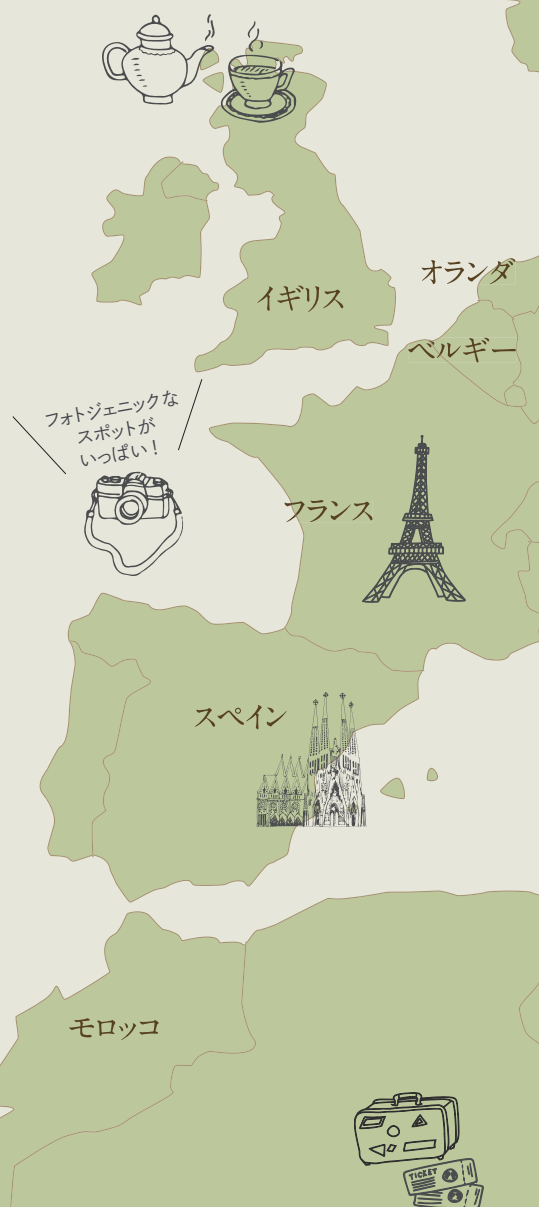 イギリス
オランダ
ベルギー
フォトジェニックな
スポットが
いっぱい！
フランス
スペイン
モロッコ
TICKET